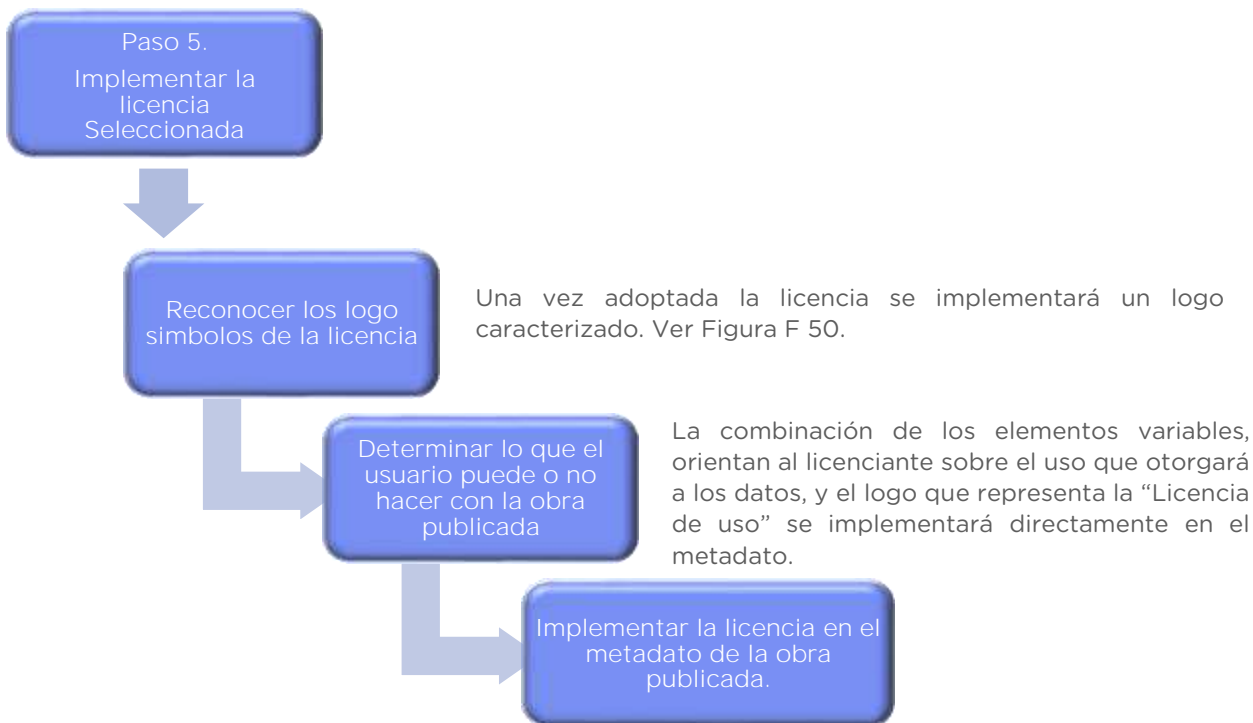 Paso 5.
Implementar la
licencia
Seleccionada
Reconocer los logo
simbolos de la licencia
Una vez adoptada la licencia se implementará un logo
caracterizado. Ver Figura F 50.
Determinar lo que el
usuario puede o no
hacer con la obra
publicada
La combinación de los elementos variables,
orientan al licenciante sobre el uso que otorgará
a los datos, y el logo que representa la “Licencia
de uso” se implementará directamente en el
metadato.
Implementar la licencia en el
metadato de la obra
publicada.